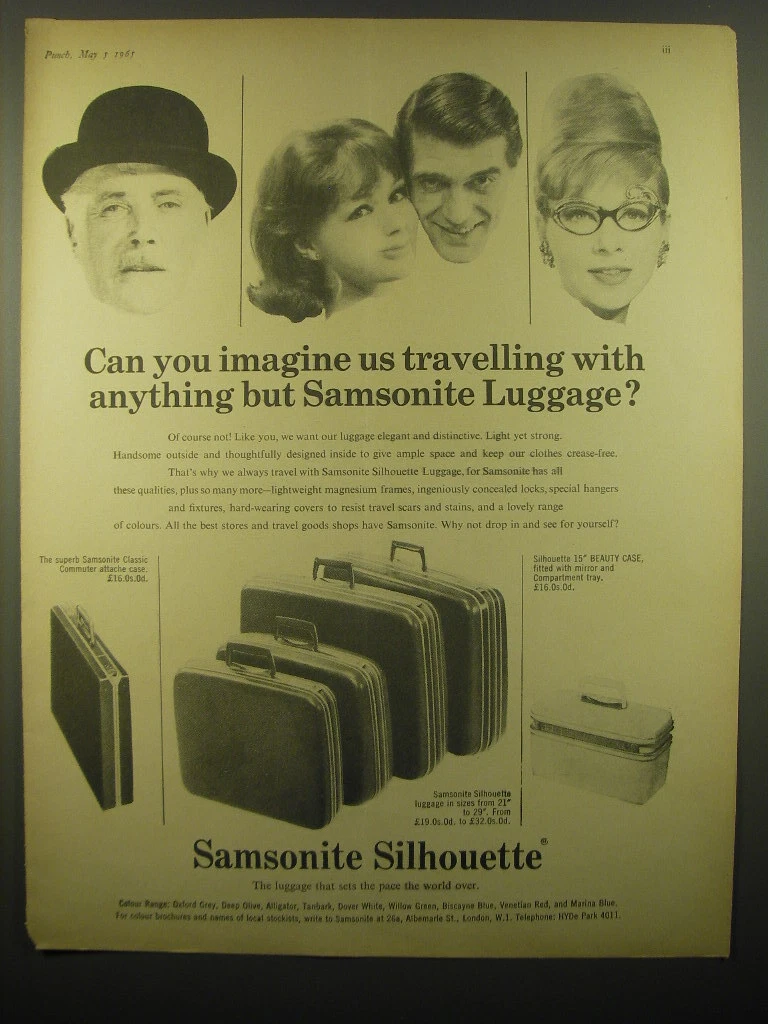 Punch, May 5 1965
iii
Can you imagine us travelling with
anything but Samsonite Luggage?
Of course not! Like you, we want our luggage elegant and distinctive. Light yet strong.
Handsome outside and thoughtfully designed inside to give ample space and keep our clothes crease-free.
That's why we always travel with Samsonite Silhouette Luggage, for Samsonite has all
these qualities, plus so many more—lightweight magnesium frames, ingeniously concealed locks, special hangers
and fixtures, hard-wearing covers to resist travel scars and stains, and a lovely range
of colours. All the best stores and travel goods shops have Samsonite. Why not drop in and see for yourself?
The superb Samsonite Classic
Commuter attache case.
£16.0s.0d.
Silhouette 15" BEAUTY CASE,
fitted with mirror and
Compartment tray.
£16.0s.0d.
Samsonite Silhouette
luggage in sizes from 21"
to 29". From
£19.0s.0d. to £32.0s.0d.
Samsonite Silhouette®
The luggage that sets the pace the world over.
Colour Range: Oxford Grey, Deep Olive, Alligator, Tanbark, Dover White, Willow Green, Biscayne Blue, Venetian Red, and Marina Blue.
For colour brochures and names of local stockists, write to Samsonite at 26a, Albemarle St., London, W.1. Telephone: HYDe Park 4011.